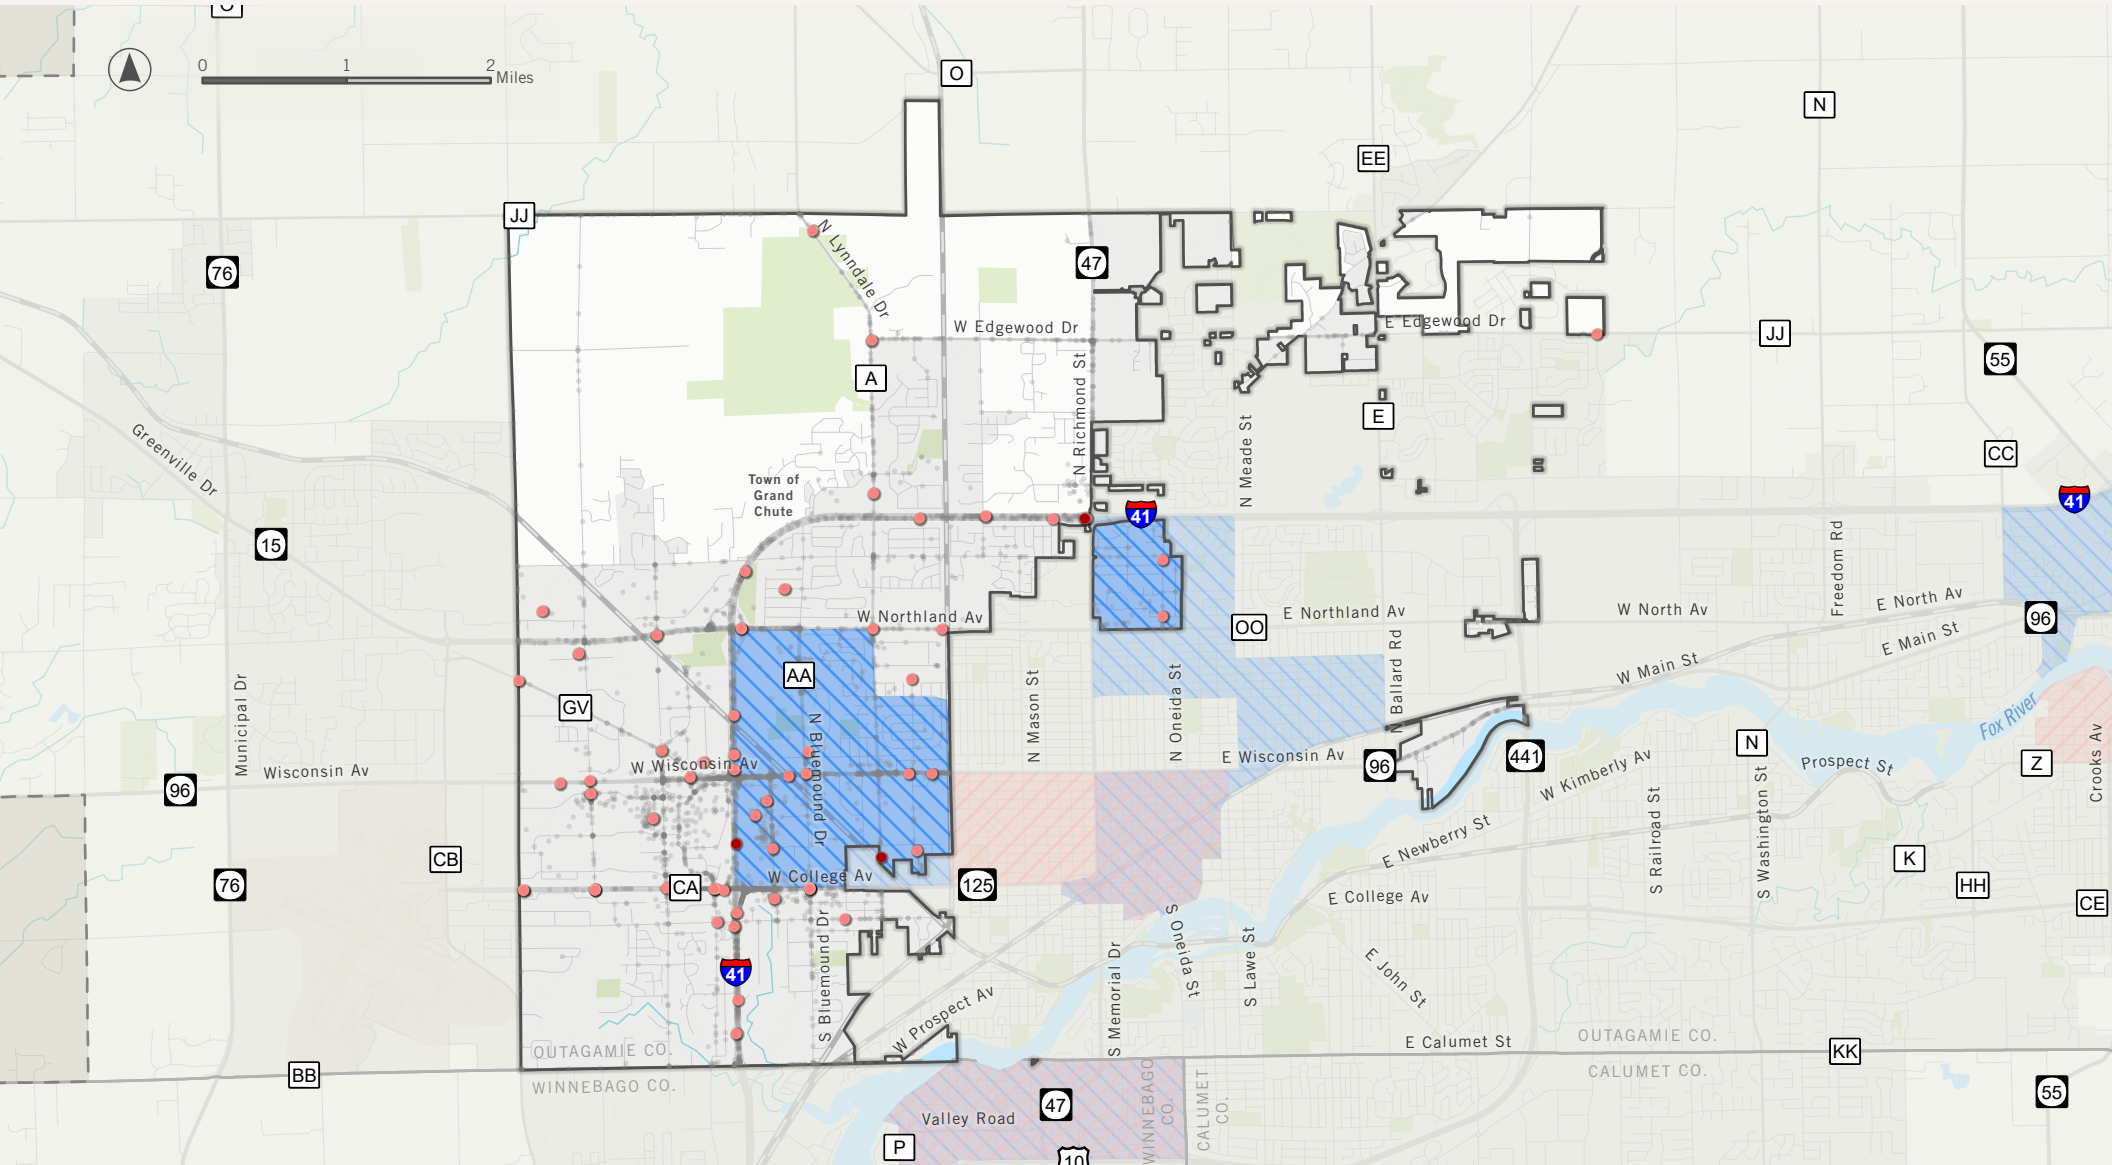 0 1 2
Miles
O
N
EE
JJ
N Lynndale Dr
47
76
W Edgewood Dr
E Edgewood Dr
JJ
55
A
N Richmond St
E
Greenville Dr
N Meade St
CC
Town of
Grand
Chute
41
41
15
Freedom Rd
W Northland Av
E Northland Av
W North Av
E North Av
OO
96
E Main St
AA
N Mason St
N Oneida St
N Ballard Rd
W Main St
Municipal Dr
GV
N Bluemound Dr
Fox River
W Wisconsin Av
E Wisconsin Av
Wisconsin Av
96
96
441
N
Prospect St
Z
Crooks Av
W Kimberly Av
S Railroad St
S Washington St
E Newberry St
CB
K
76
CA
W College Av
125
HH
CE
E College Av
S Bluemound Dr
S Oneida St
S Lawe St
S Memorial Dr
E John St
41
W Prospect Av
OUTAGAMIE CO.
OUTAGAMIE CO.
E Calumet St
KK
BB
WINNEBAGO CO.
CALUMET CO.
WINNEBAGO
CO.
CALUMET
CO.
47
55
Valley Road
P
10